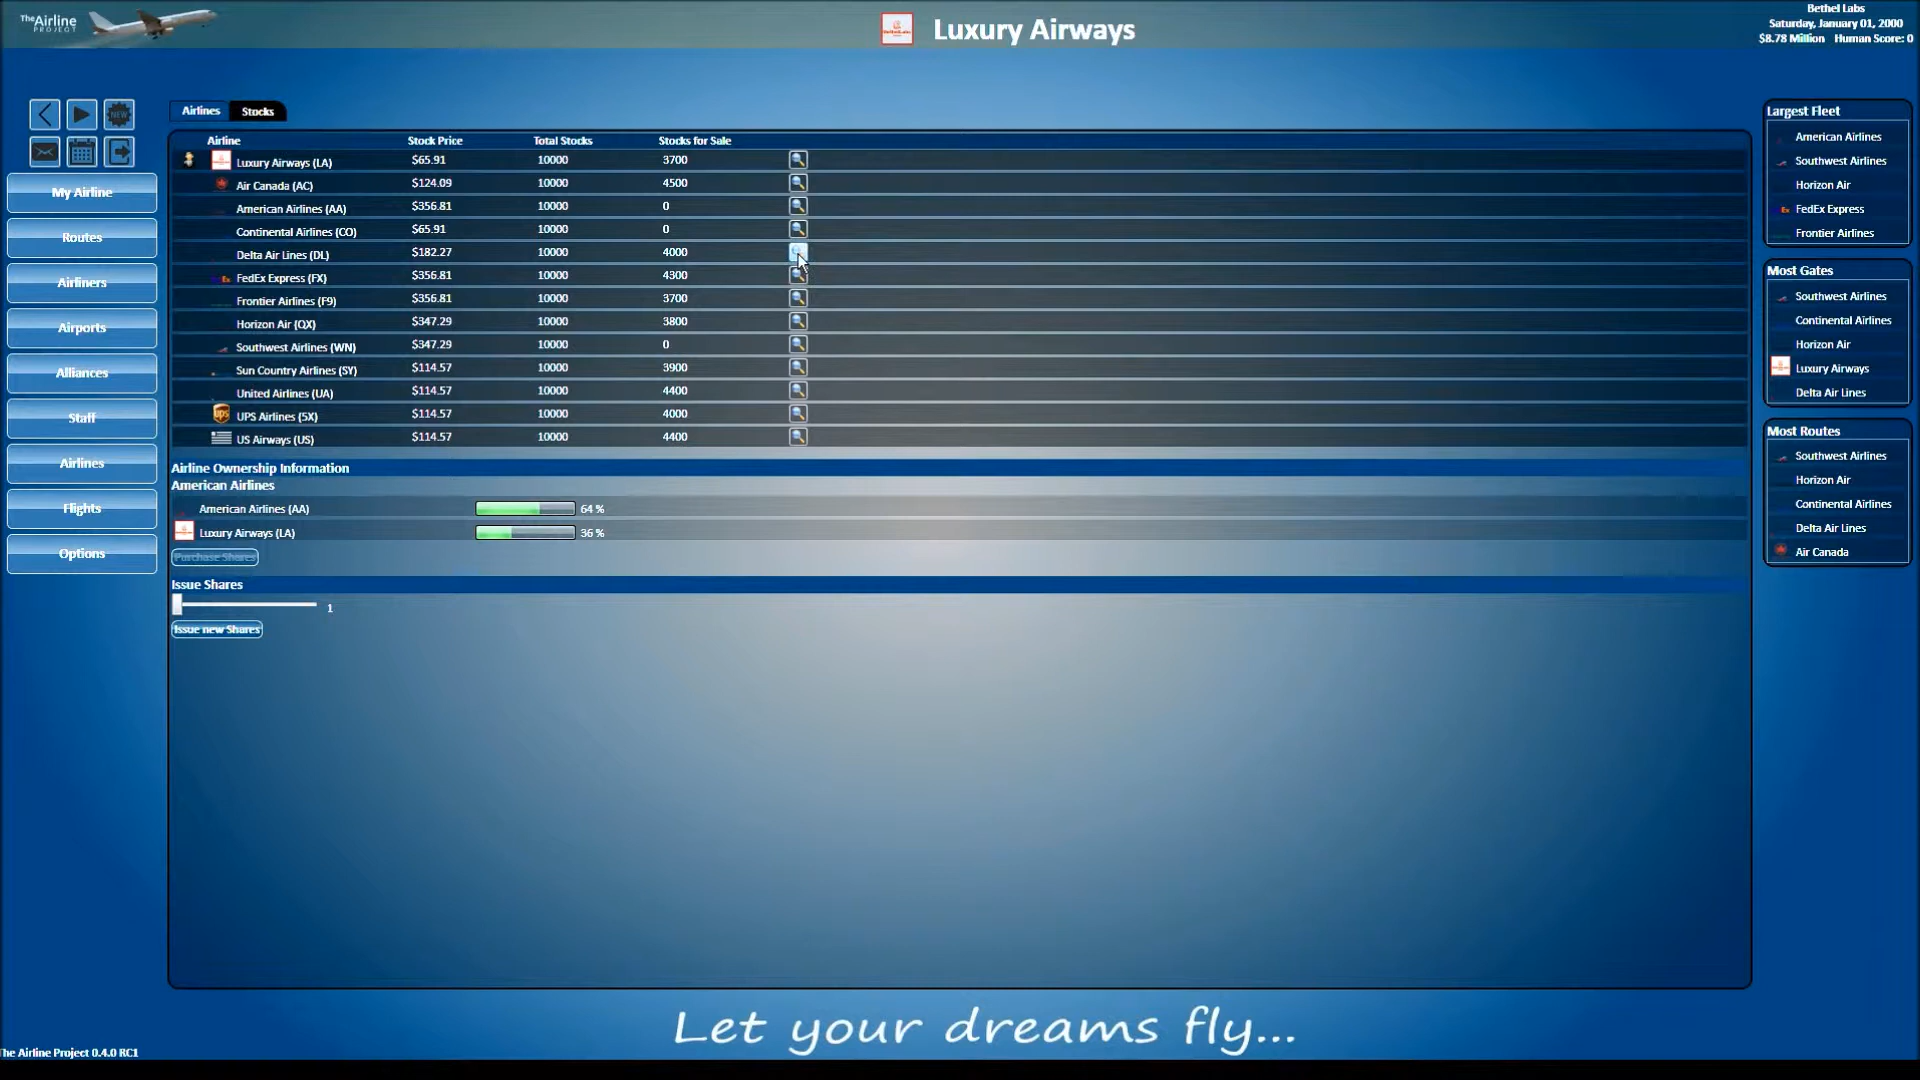 TheAirline
PROJECT
BethelLabs
Luxury Airways
Bethel Labs
Saturday, January 01, 2000
$8.78 Million Human Score: 0
NEW
My Airline
Routes
Airliners
Airports
Alliances
Staff
Airlines
Flights
Options
Airlines Stocks
Airline Stock Price Total Stocks Stocks for Sale
Luxury Airways (LA) $65.91 10000 3700
Air Canada (AC) $124.09 10000 4500
American Airlines (AA) $356.81 10000 0
Continental Airlines (CO) $65.91 10000 0
Delta Air Lines (DL) $182.27 10000 4000
FedEx Express (FX) $356.81 10000 4300
Frontier Airlines (F9) $356.81 10000 3700
Horizon Air (QX) $347.29 10000 3800
Southwest Airlines (WN) $347.29 10000 0
Sun Country Airlines (SY) $114.57 10000 3900
United Airlines (UA) $114.57 10000 4400
ups UPS Airlines (5X) $114.57 10000 4000
US Airways (US) $114.57 10000 4400
Airline Ownership Information
American Airlines
American Airlines (AA) 64 %
Luxury Airways (LA) 36 %
Purchase Shares
Issue Shares
1
Issue new Shares
Largest Fleet
American Airlines
Southwest Airlines
Horizon Air
FedEx Express
Frontier Airlines
Most Gates
Southwest Airlines
Continental Airlines
Horizon Air
Luxury Airways
Delta Air Lines
Most Routes
Southwest Airlines
Horizon Air
Continental Airlines
Delta Air Lines
Air Canada
Let your dreams fly...
The Airline Project 0.4.0 RC1